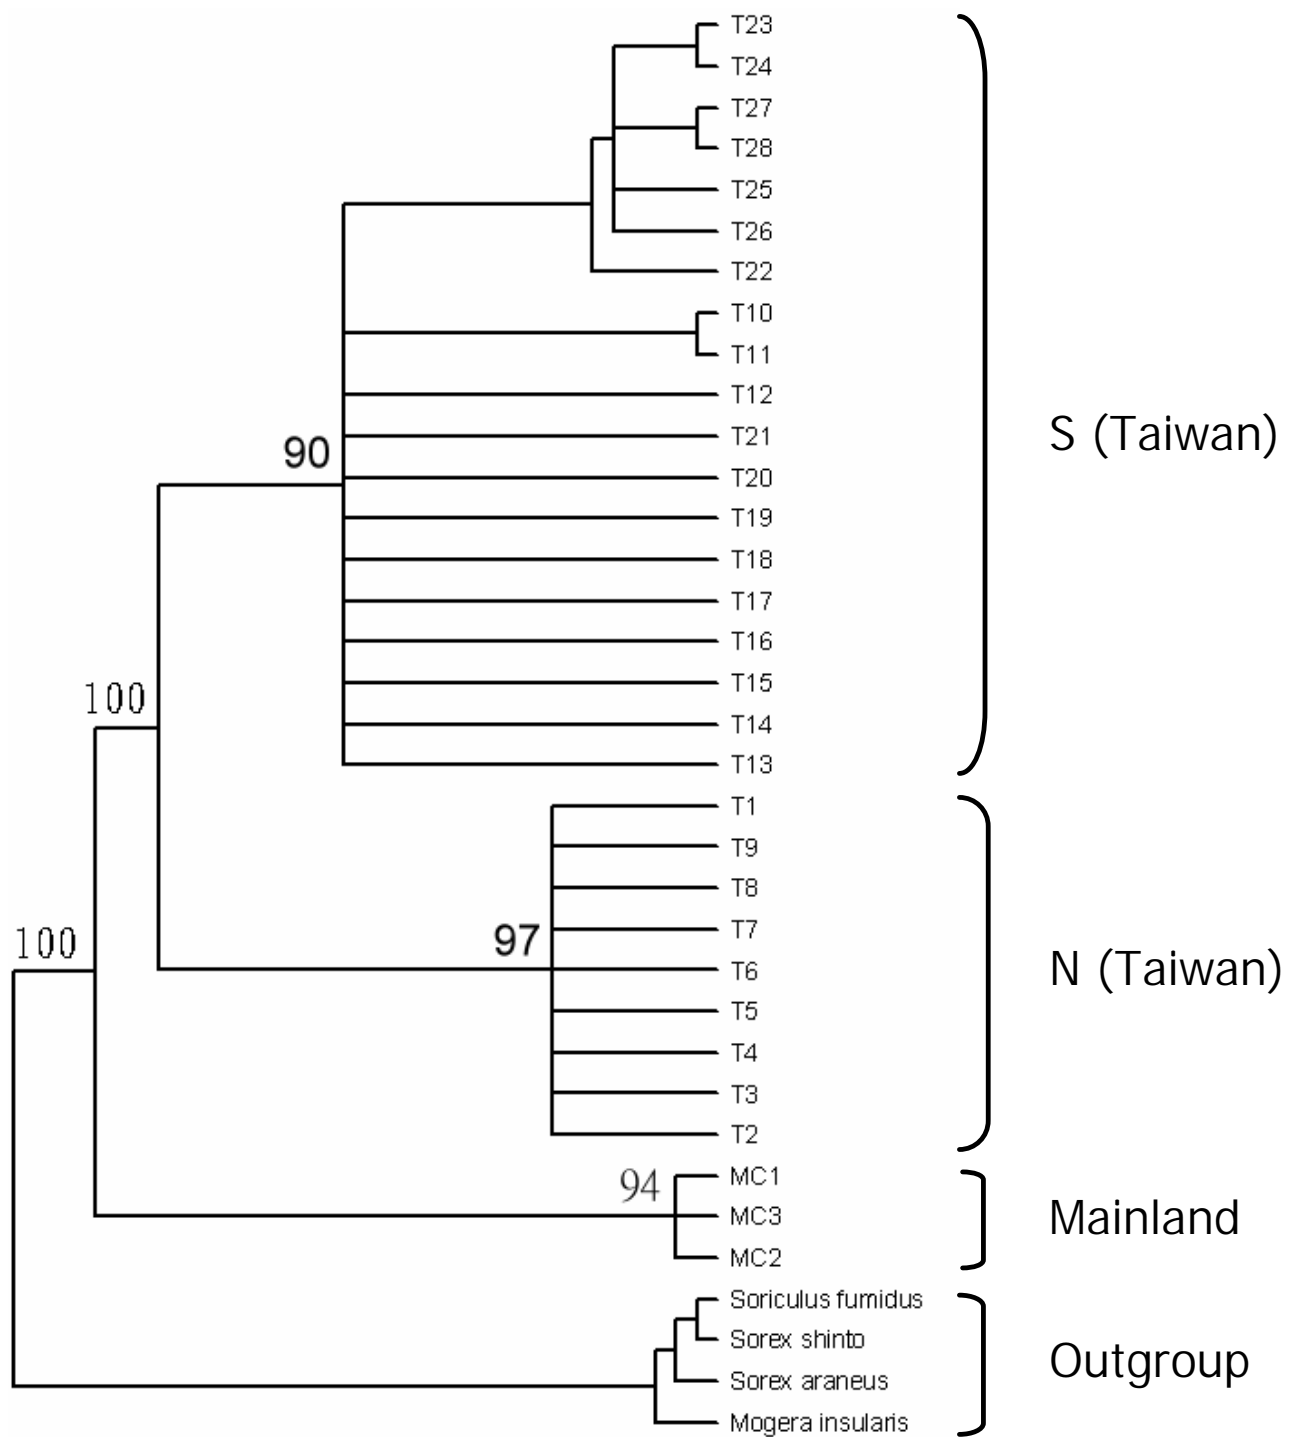 T23
T24
T27
T28
T25
T26
T22
T10
T11
T12
T21
T20
T19
T18
T17
T16
T15
T14
T13
T1
T9
T8
T7
T6
T5
T4
T3
T2
MC1
MC3
MC2
Soriculus fumidus
Sorex shinto
Sorex araneus
Mogera insularis
90
100
97
100
94
S (Taiwan)
N (Taiwan)
Mainland
Outgroup